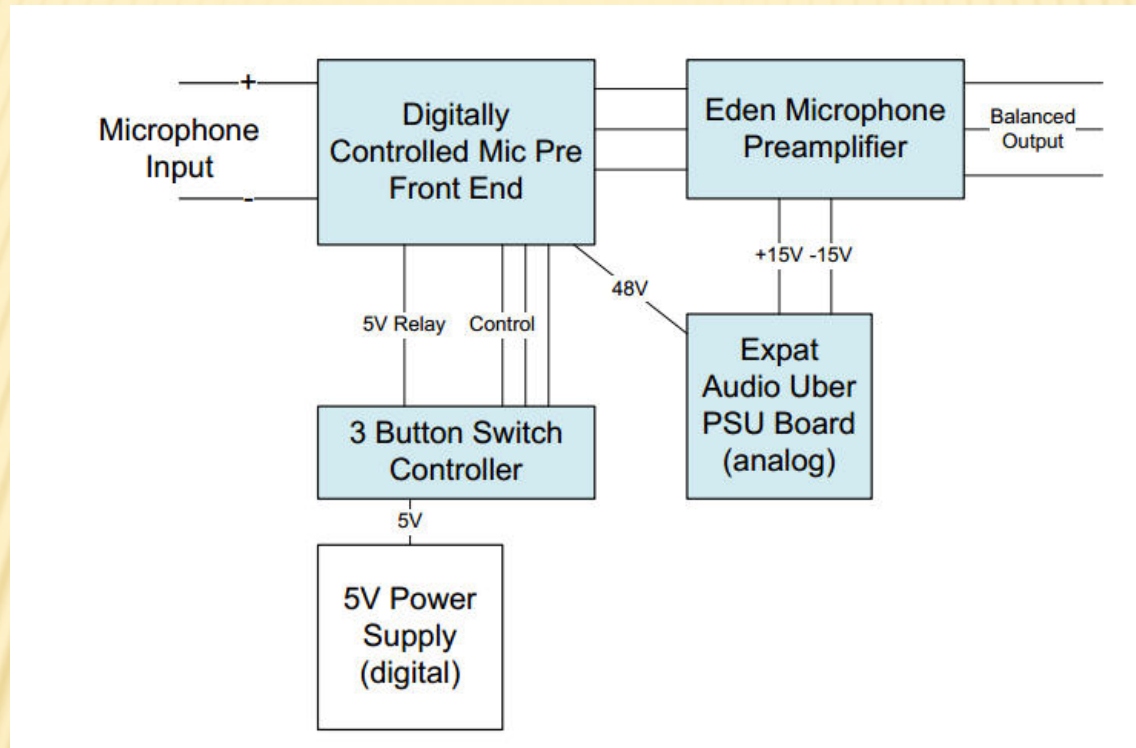 +
Microphone
Input
-
Digitally
Controlled Mic Pre
Front End
Eden Microphone
Preamplifier
Balanced
Output
+15V -15V
48V
5V Relay Control
Expat
Audio Uber
PSU Board
(analog)
3 Button Switch
Controller
5V
5V Power
Supply
(digital)